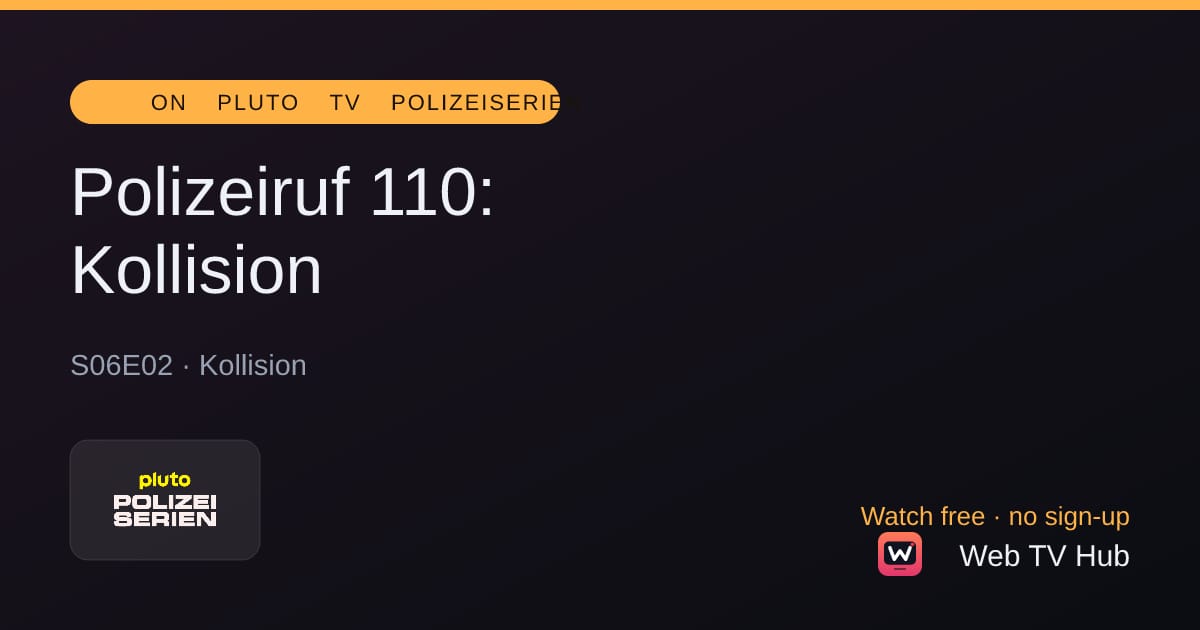 ON PLUTO TV POLIZEISERIE
Polizeiruf 110:
Kollision
S06E02 · Kollision
pluto
POLIZEI
SERIEN
Watch free · no sign-up
W
Web TV Hub